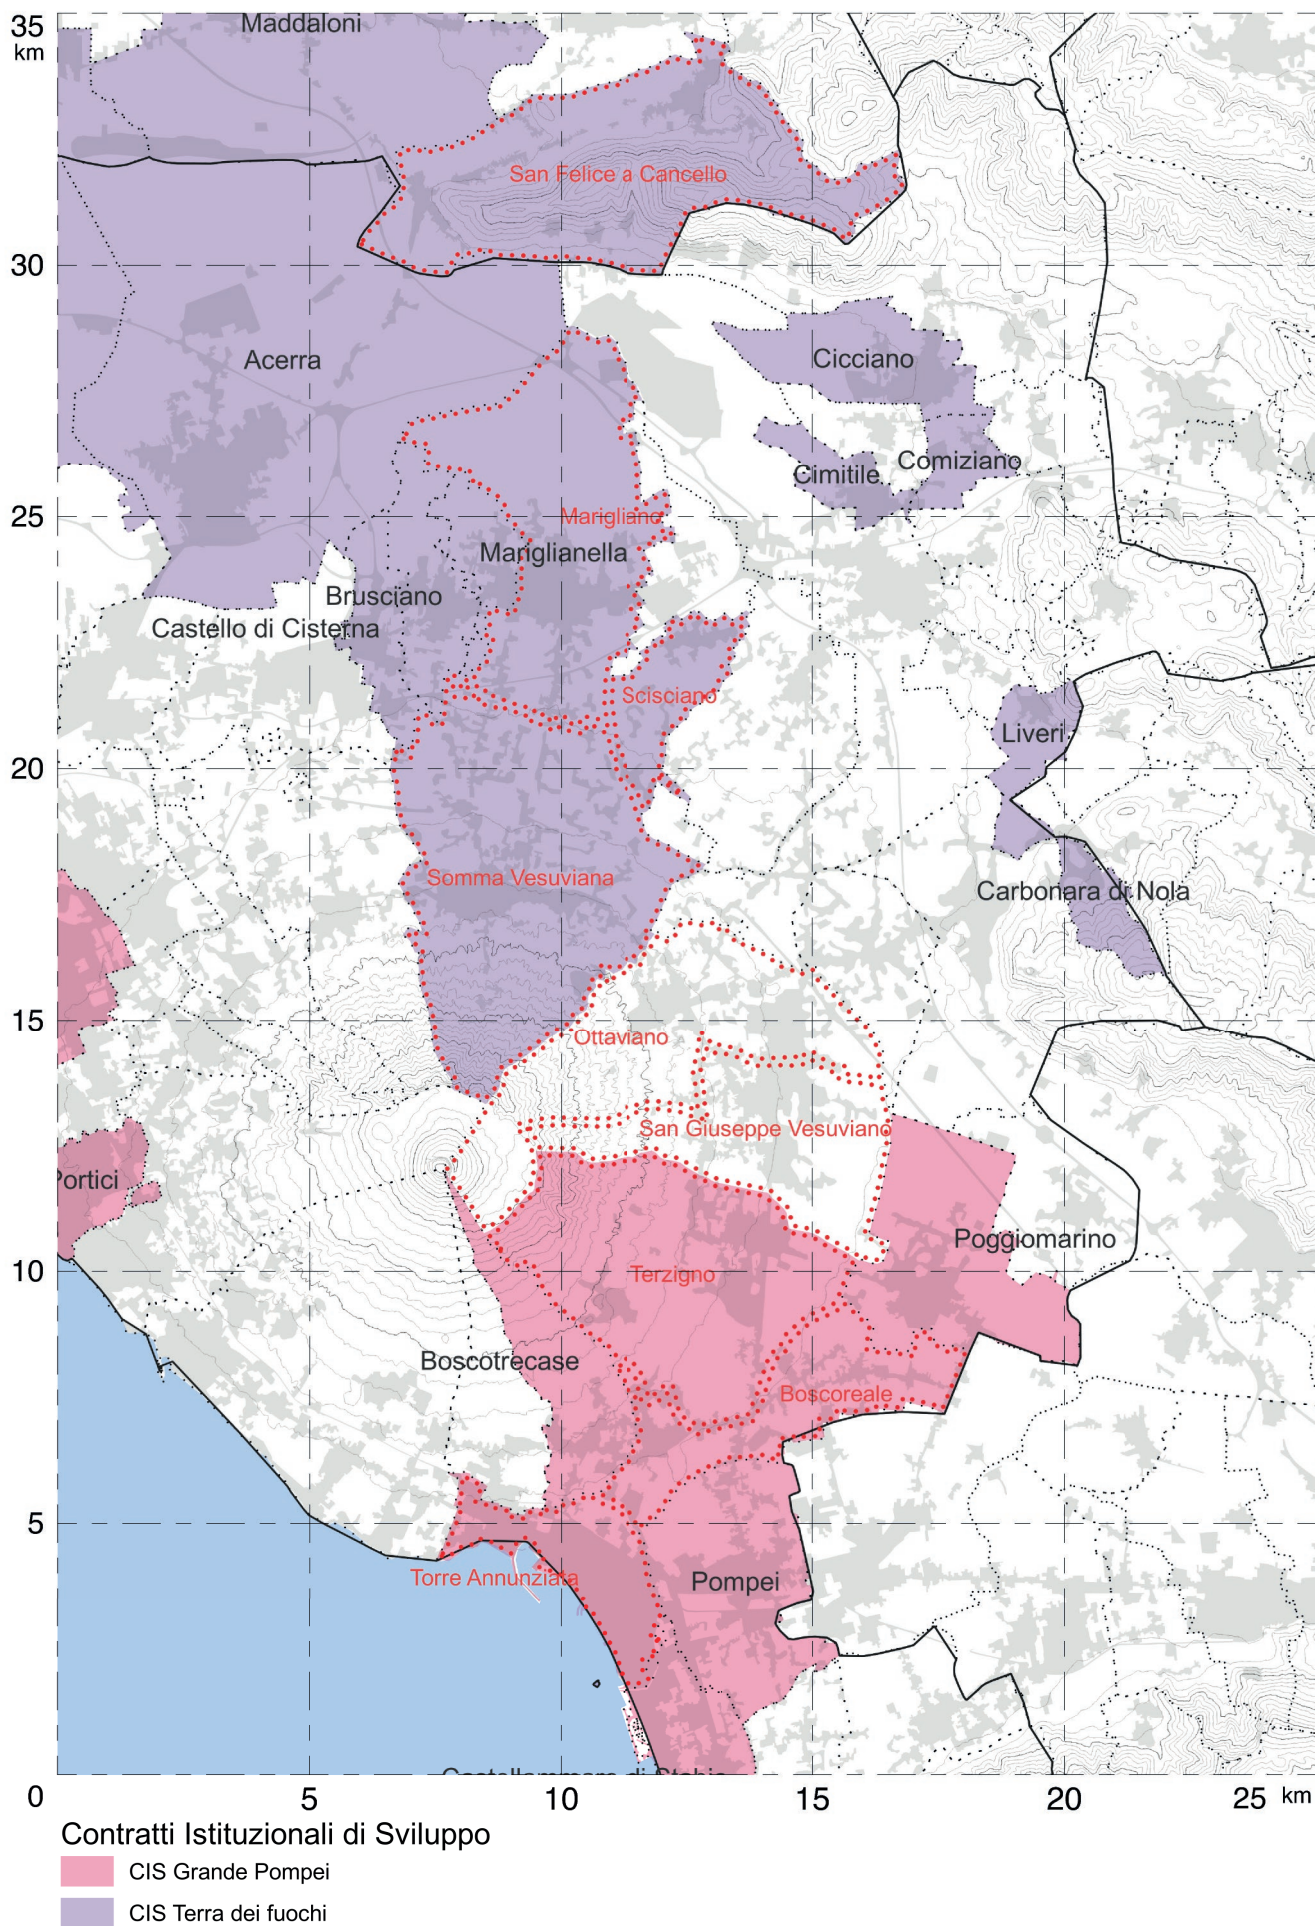 35
km
Maddaloni
San Felice a Cancello
30
Acerra
Cicciano
Comiziano
Cimitile
25
Marigliano
Mariglianella
Brusciano
Castello di Cisterna
Scisciano
Liveri
20
Somma Vesuviana
Carbonara di Nola
15
Ottaviano
San Giuseppe Vesuviano
Portici
Poggiomarino
10
Terzigno
Boscotrecase
Boscoreale
5
Torre Annunziata
Pompei
Castellammare di Stabia
0 5 10 15 20 25 km
Contratti Istituzionali di Sviluppo
CIS Grande Pompei
CIS Terra dei fuochi